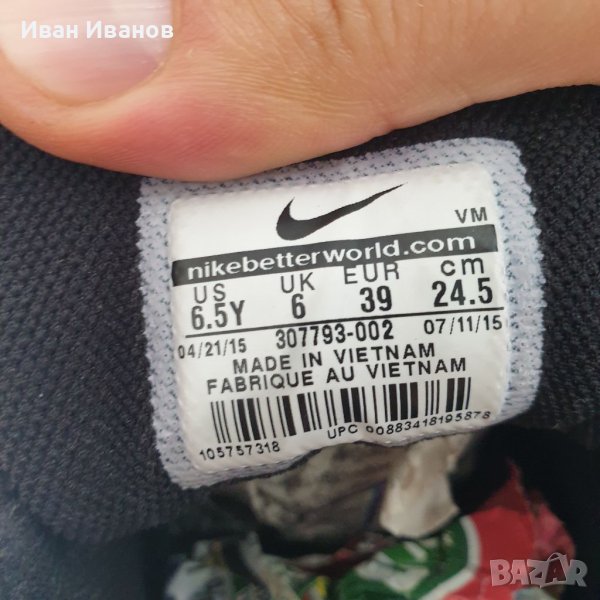 Иван Иванов
VM
nikebetterworld.com
US UK EUR cm
6.5Y 6 39 24.5
04/21/15 307793-002 07/11/15
MADE IN VIETNAM
FABRIQUE AU VIETNAM
105757318 UPC 00883418195878
BAZAR